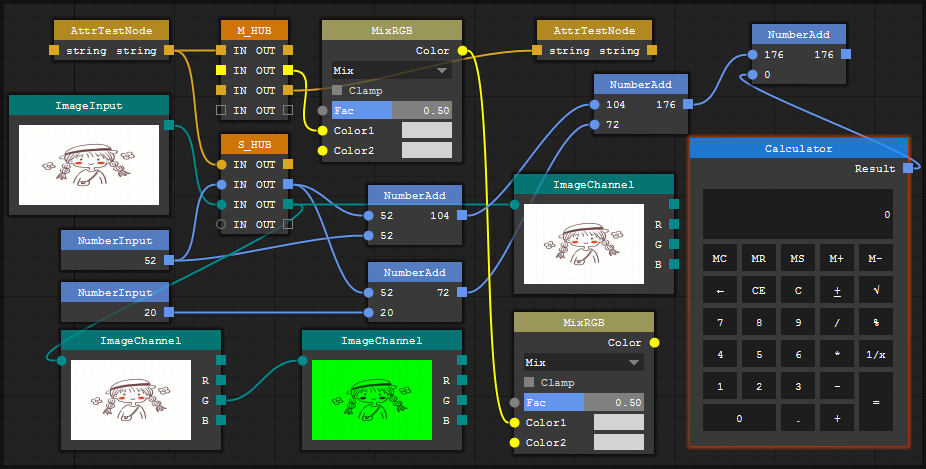 AttrTestNode
string string
M_HUB
IN OUT
IN OUT
IN OUT
IN OUT
MixRGB
Color
Mix
Clamp
Fac 0.50
Color1
Color2
AttrTestNode
string string
NumberAdd
176 176
0
ImageInput
S_HUB
IN OUT
IN OUT
IN OUT
IN OUT
NumberAdd
104 176
72
NumberInput
52
NumberInput
20
NumberAdd
52 104
52
NumberAdd
52 72
20
ImageChannel
R
G
B
Calculator
Result
0
MC MR MS M+ M-
← CE C ± √
7 8 9 / %
4 5 6 * 1/x
1 2 3 − =
0 . +
ImageChannel
R
G
B
ImageChannel
R
G
B
MixRGB
Color
Mix
Clamp
Fac 0.50
Color1
Color2